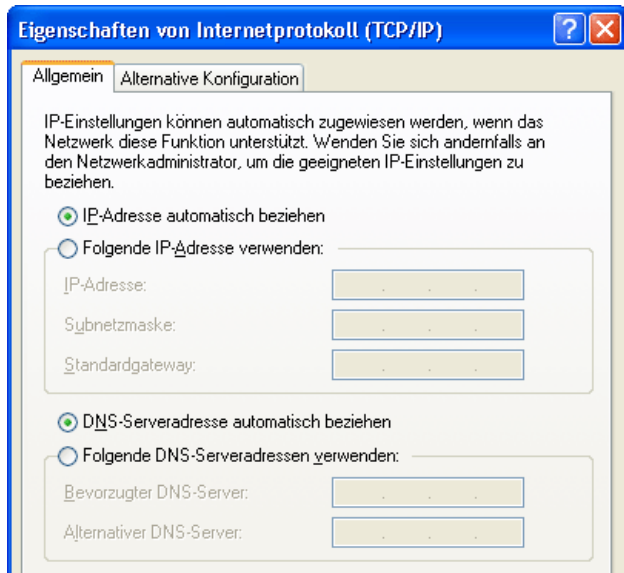 Eigenschaften von Internetprotokoll (TCP/IP)
Allgemein
Alternative Konfiguration
IP-Einstellungen können automatisch zugewiesen werden, wenn das
Netzwerk diese Funktion unterstützt. Wenden Sie sich andernfalls an
den Netzwerkadministrator, um die geeigneten IP-Einstellungen zu
beziehen.
IP-Adresse automatisch beziehen
Folgende IP-Adresse verwenden:
IP-Adresse:
Subnetzmaske:
Standardgateway:
DNS-Serveradresse automatisch beziehen
Folgende DNS-Serveradressen verwenden:
Bevorzugter DNS-Server:
Alternativer DNS-Server: